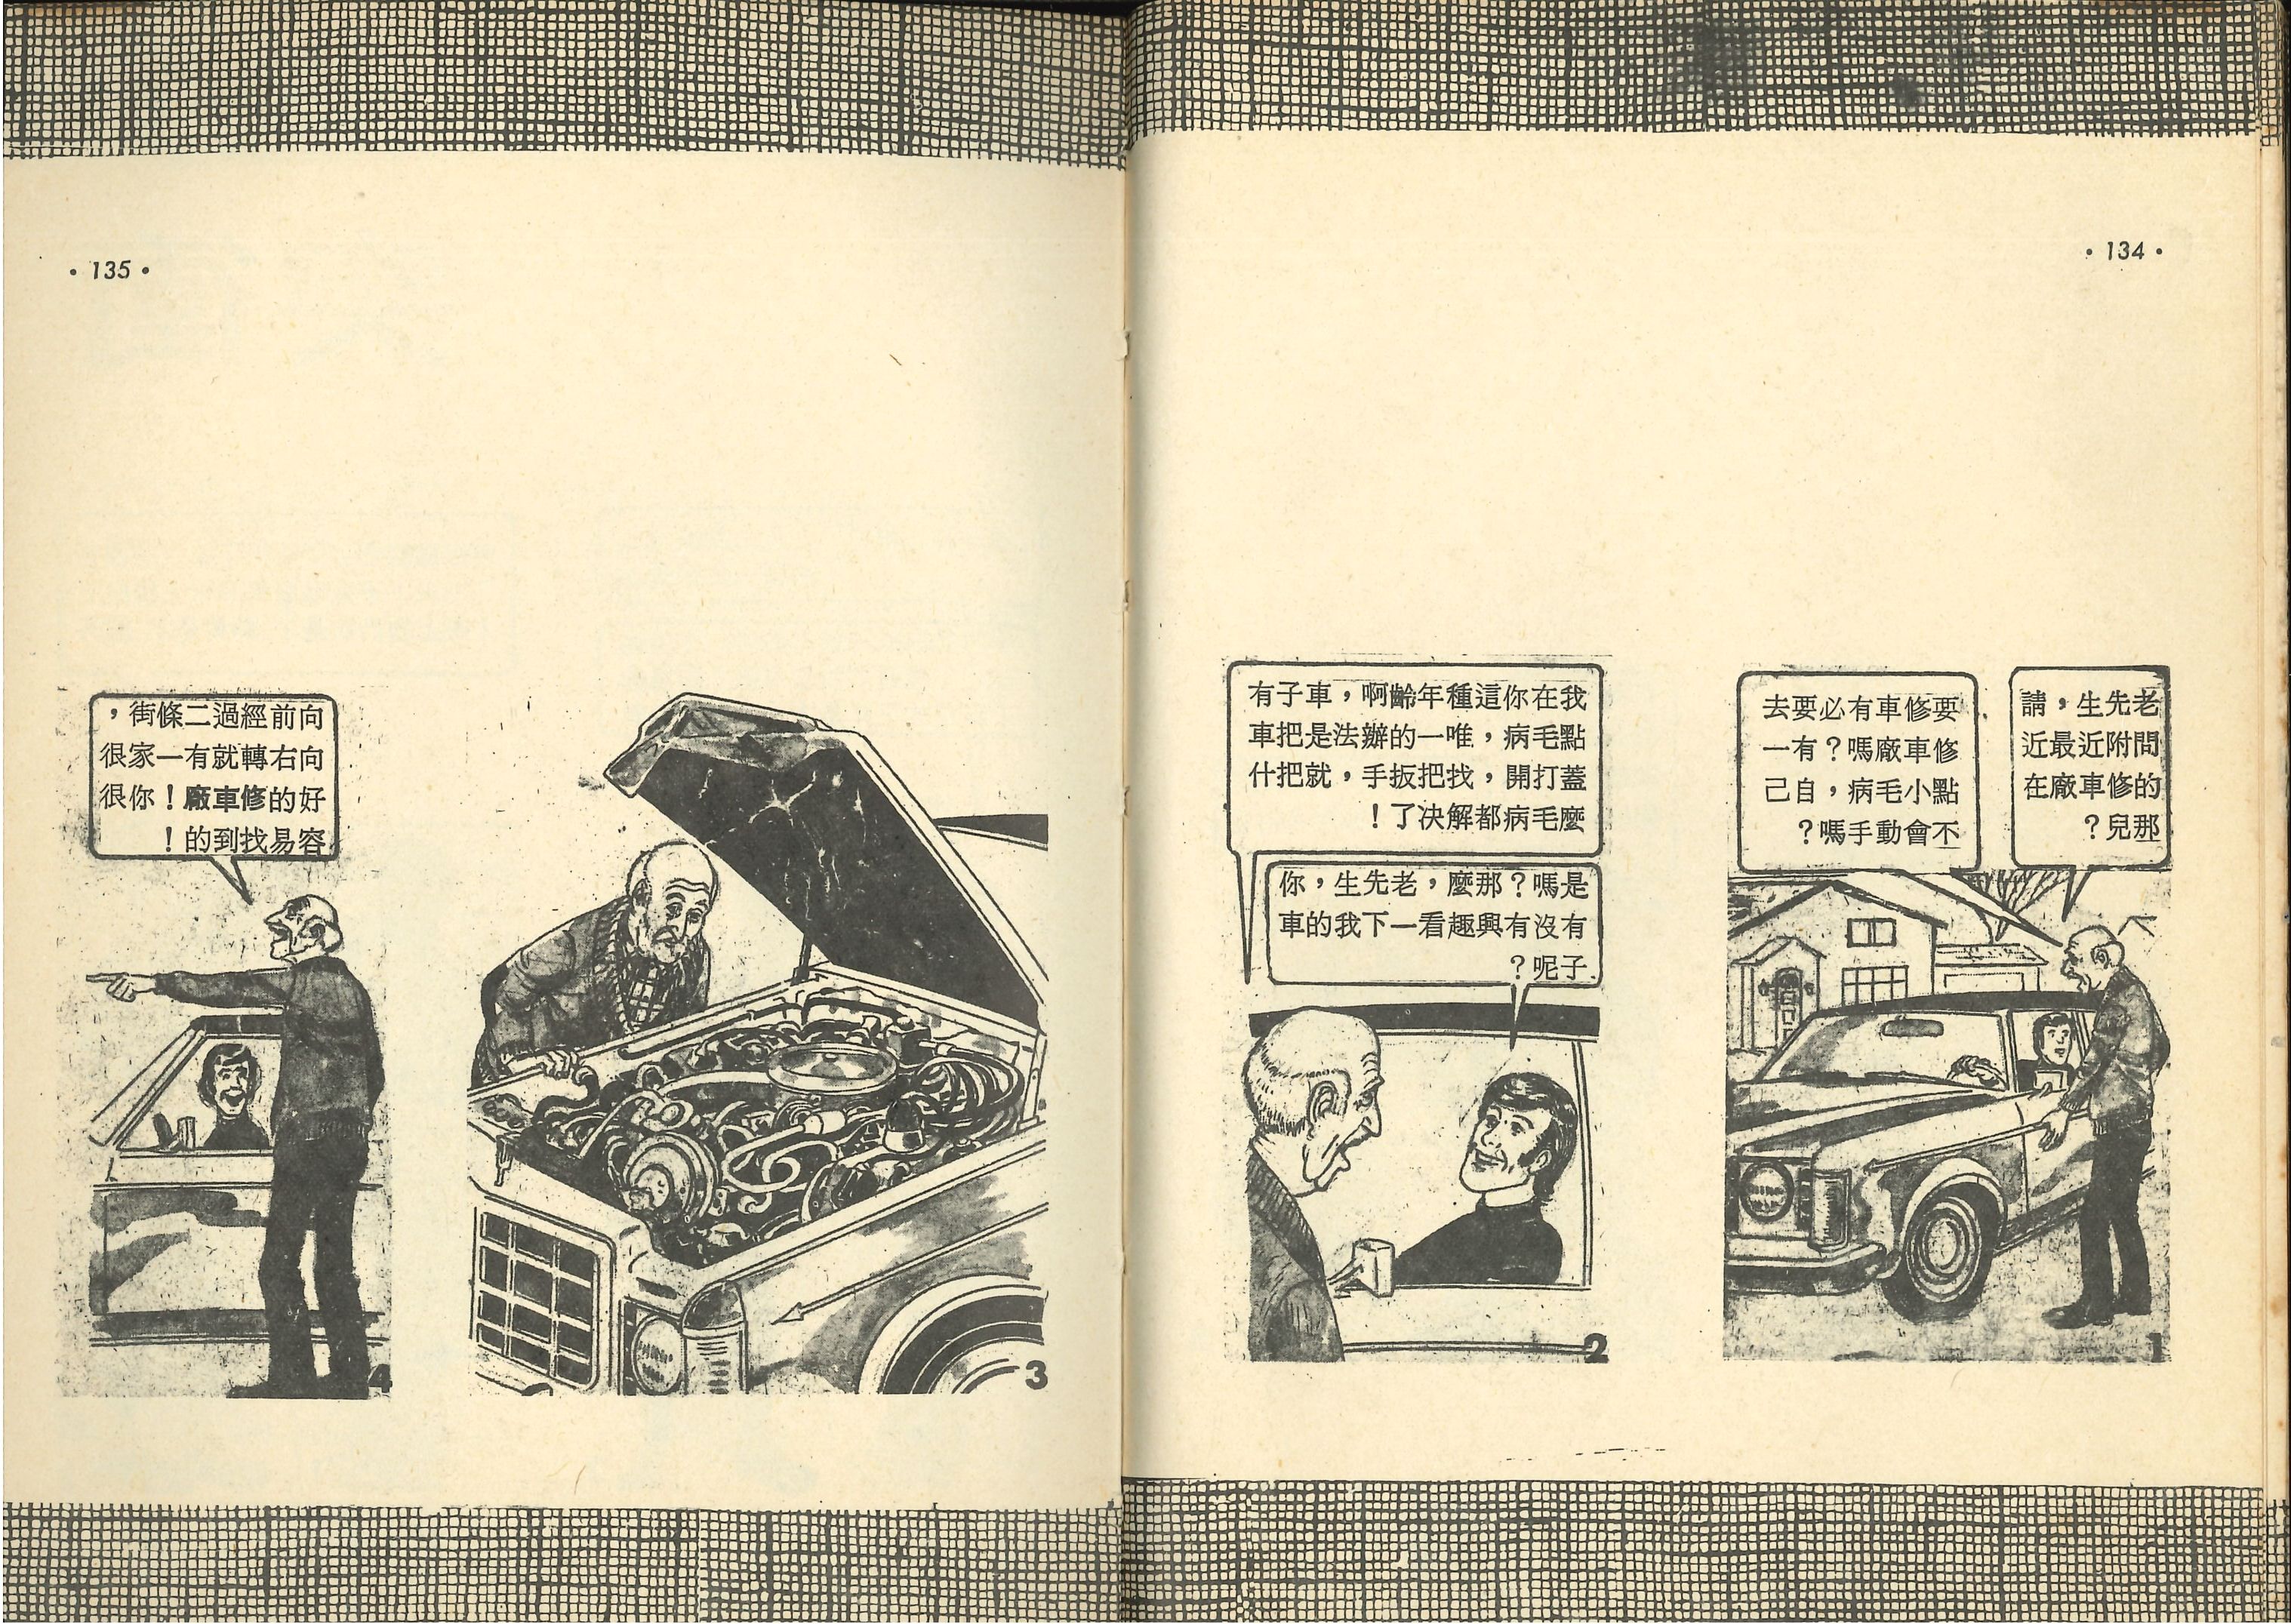 • 134 •
老先生，請
問附近最近
的修車廠在
那兒？
要修車有必要去
修車廠嗎？有一
點小毛病，自己
不會動手嗎？
1
我在你這種年齡啊，車子有
點毛病，唯一的辦法是把車
蓋打開，找把扳手，就把什
麼毛病都解決了！
是嗎？那麼，老先生，你
有沒有興趣看一下我的車
子呢？
2
• 135 •
3
向前經過二條街，
向右轉就有一家很
好的修車廠！你很
容易找到的！
4